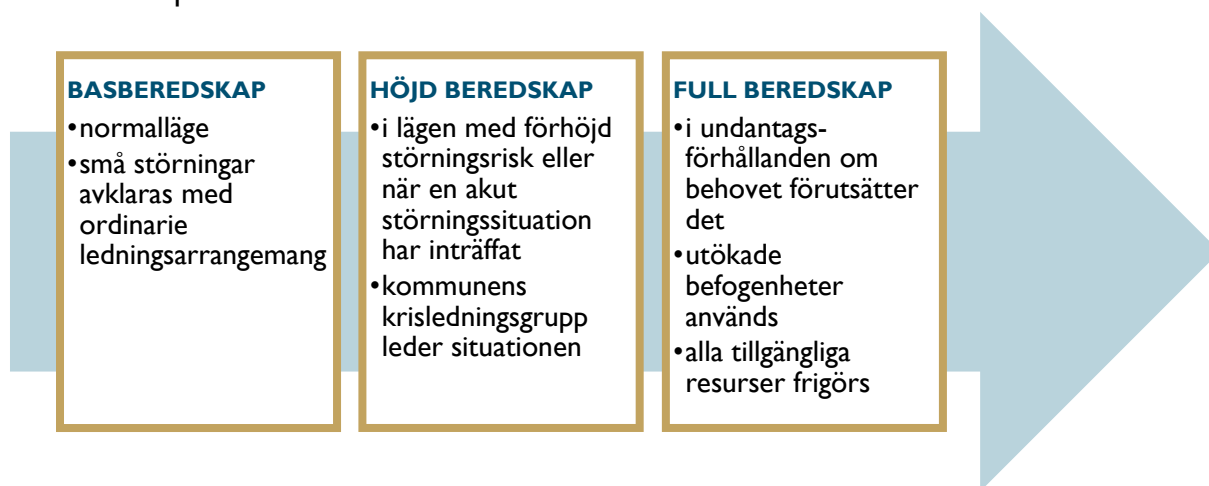 BASBEREDSKAP
•normalläge
•små störningar
avklaras med
ordinarie
ledningsarrangemang
HÖJD BEREDSKAP
•i lägen med förhöjd
störningsrisk eller
när en akut
störningssituation
har inträffat
•kommunens
krisledningsgrupp
leder situationen
FULL BEREDSKAP
•i undantags-
förhållanden om
behovet förutsätter
det
•utökade
befogenheter
används
•alla tillgängliga
resurser frigörs